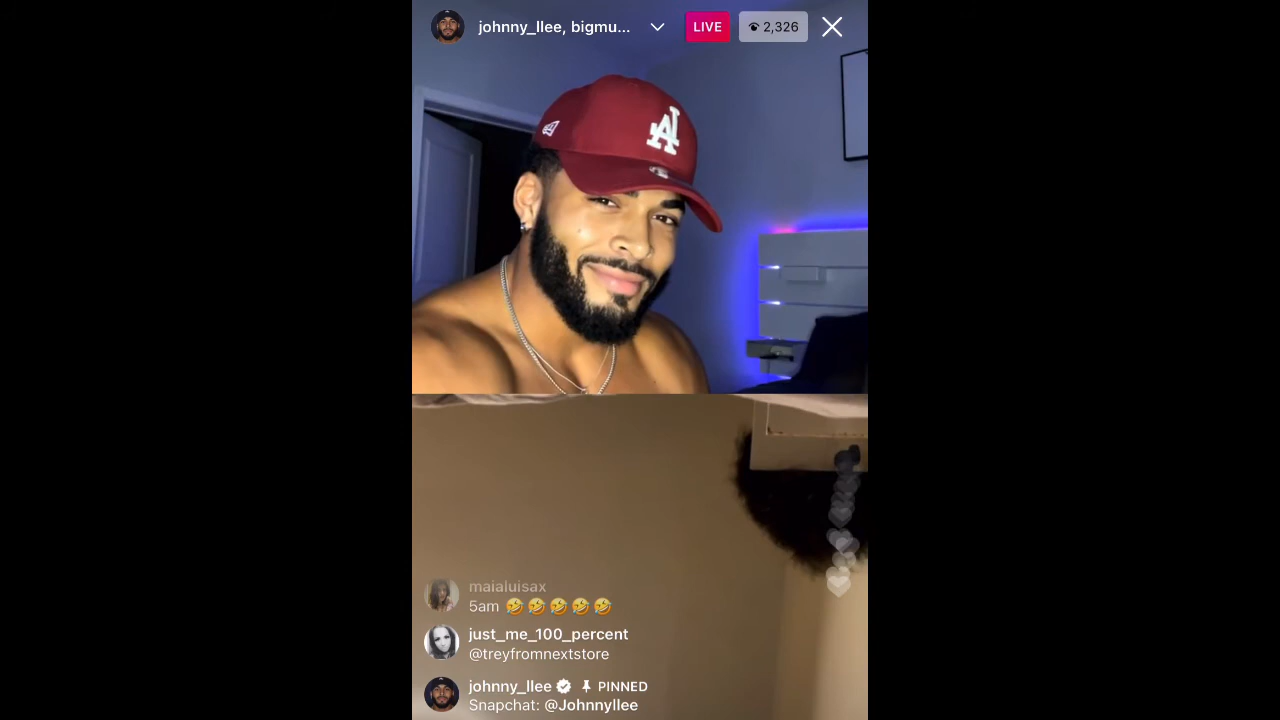 johnny_llee, bigmu...
LIVE
2,326
LA
maialuisax
5am 🤣🤣🤣🤣🤣
just_me_100_percent
@treyfromnextstore
johnny_llee PINNED
Snapchat: @Johnnyllee